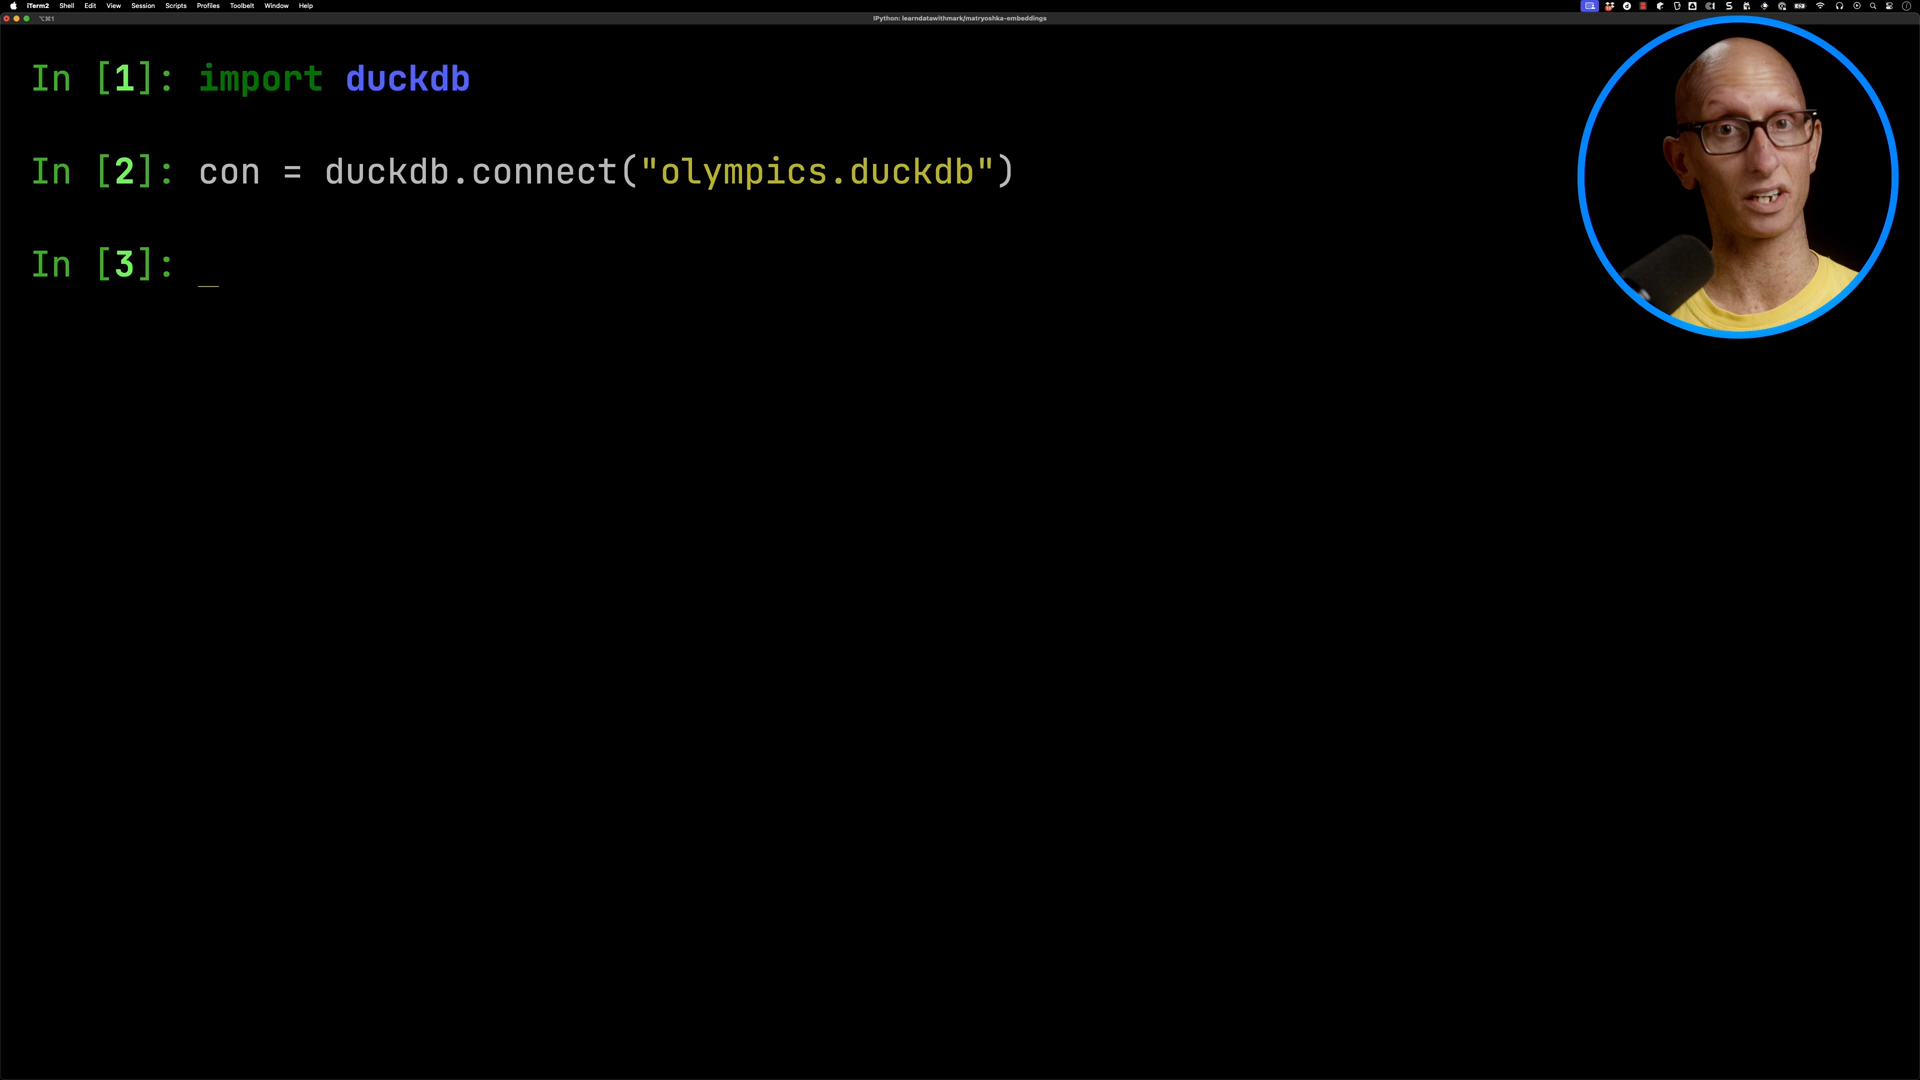 iTerm2 Shell Edit View Session Scripts Profiles Toolbelt Window Help
⌥⌘1 IPython: learndatawithmark/matryoshka-embeddings
In [1]: import duckdb
In [2]: con = duckdb.connect("olympics.duckdb")
In [3]: